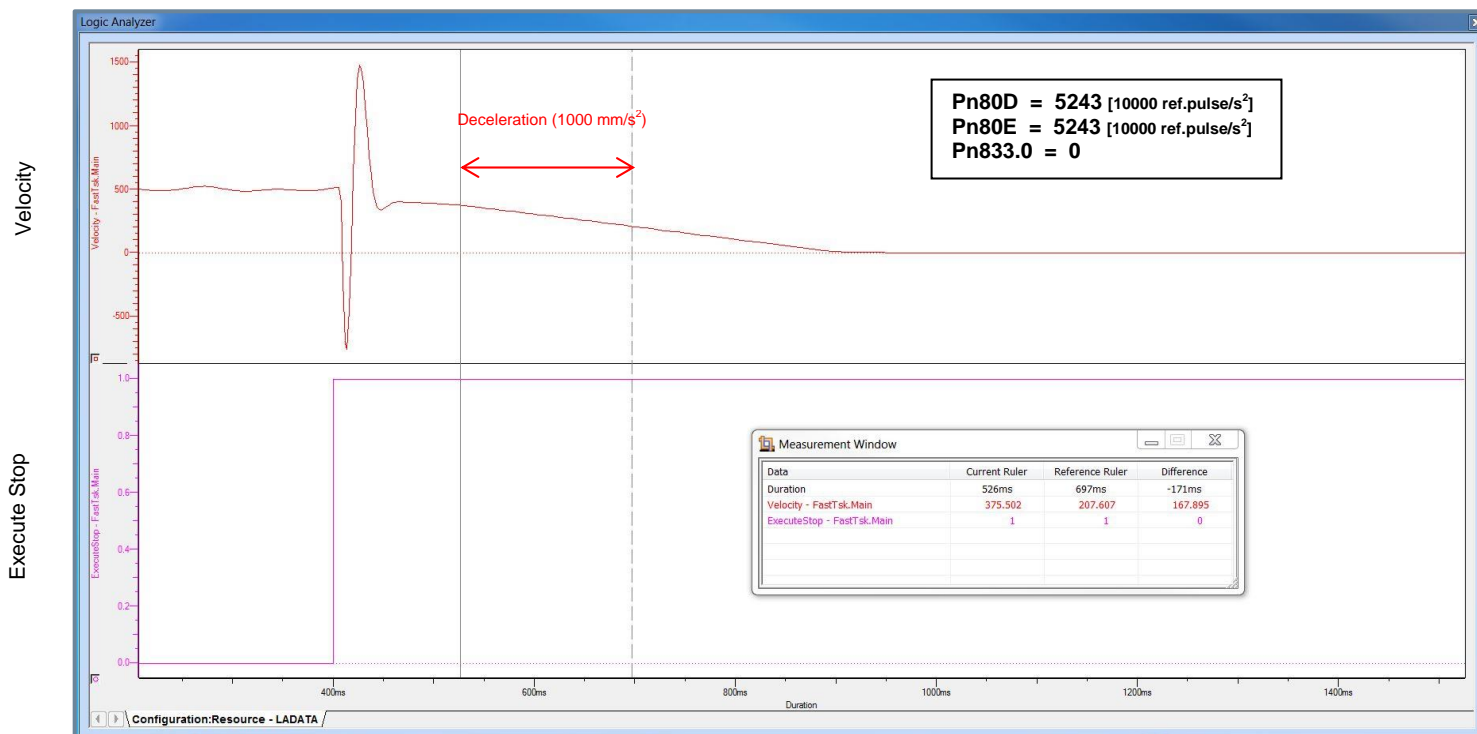 Logic Analyzer
Velocity
Velocity - FastTsk.Main
1500
1000
500
0
-500
Deceleration (1000 mm/s²)
Pn80D = 5243 [10000 ref.pulse/s²]
Pn80E = 5243 [10000 ref.pulse/s²]
Pn833.0 = 0
Execute Stop
ExecuteStop - FastTsk.Main
1.0
0.8
0.6
0.4
0.2
0.0
Measurement Window
Data Current Ruler Reference Ruler Difference
Duration 526ms 697ms -171ms
Velocity - FastTsk.Main 375.502 207.607 167.895
ExecuteStop - FastTsk.Main 1 1 0
400ms 600ms 800ms 1000ms 1200ms 1400ms
Duration
Configuration:Resource - LADATA